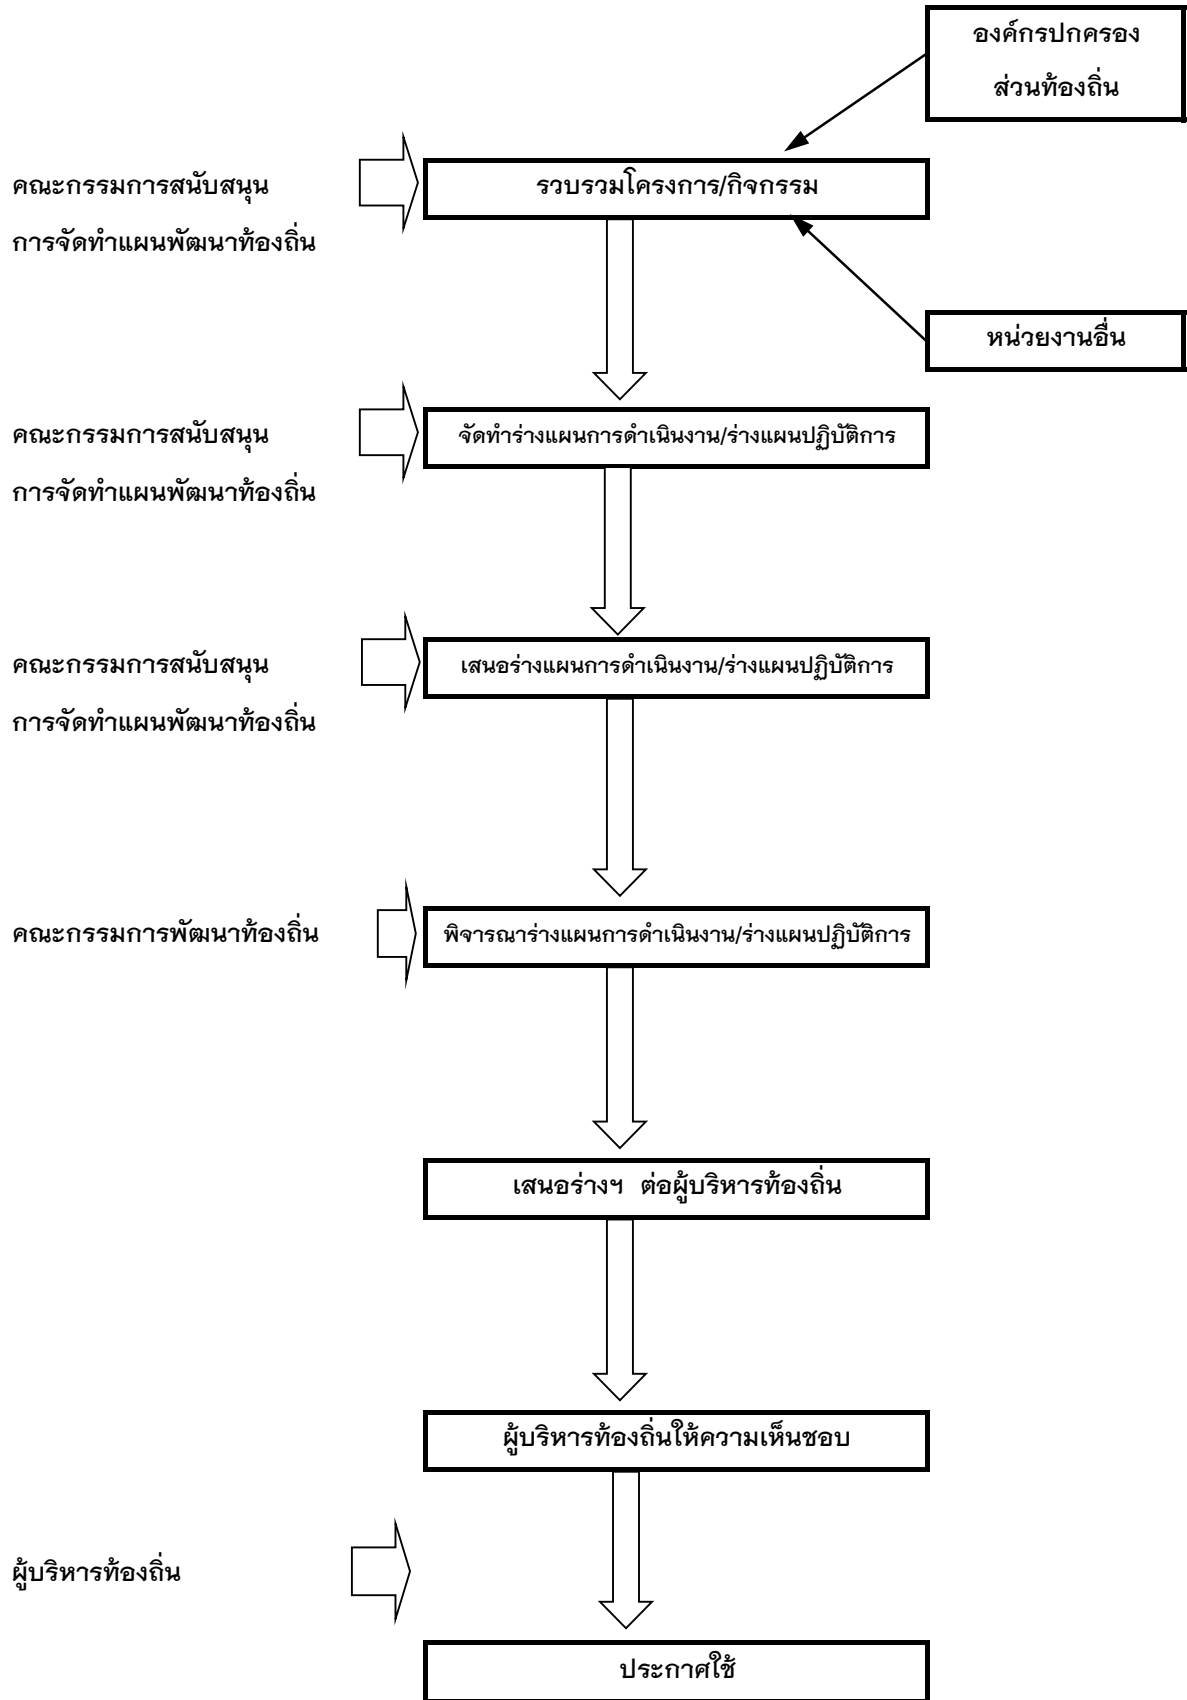 องค์กรปกครอง
ส่วนท้องถิ่น
คณะกรรมการสนับสนุน
การจัดทำแผนพัฒนาท้องถิ่น
รวบรวมโครงการ/กิจกรรม
หน่วยงานอื่น
คณะกรรมการสนับสนุน
การจัดทำแผนพัฒนาท้องถิ่น
จัดทำร่างแผนการดำเนินงาน/ร่างแผนปฏิบัติการ
คณะกรรมการสนับสนุน
การจัดทำแผนพัฒนาท้องถิ่น
เสนอร่างแผนการดำเนินงาน/ร่างแผนปฏิบัติการ
คณะกรรมการพัฒนาท้องถิ่น
พิจารณาร่างแผนการดำเนินงาน/ร่างแผนปฏิบัติการ
เสนอร่างฯ ต่อผู้บริหารท้องถิ่น
ผู้บริหารท้องถิ่นให้ความเห็นชอบ
ผู้บริหารท้องถิ่น
ประกาศใช้